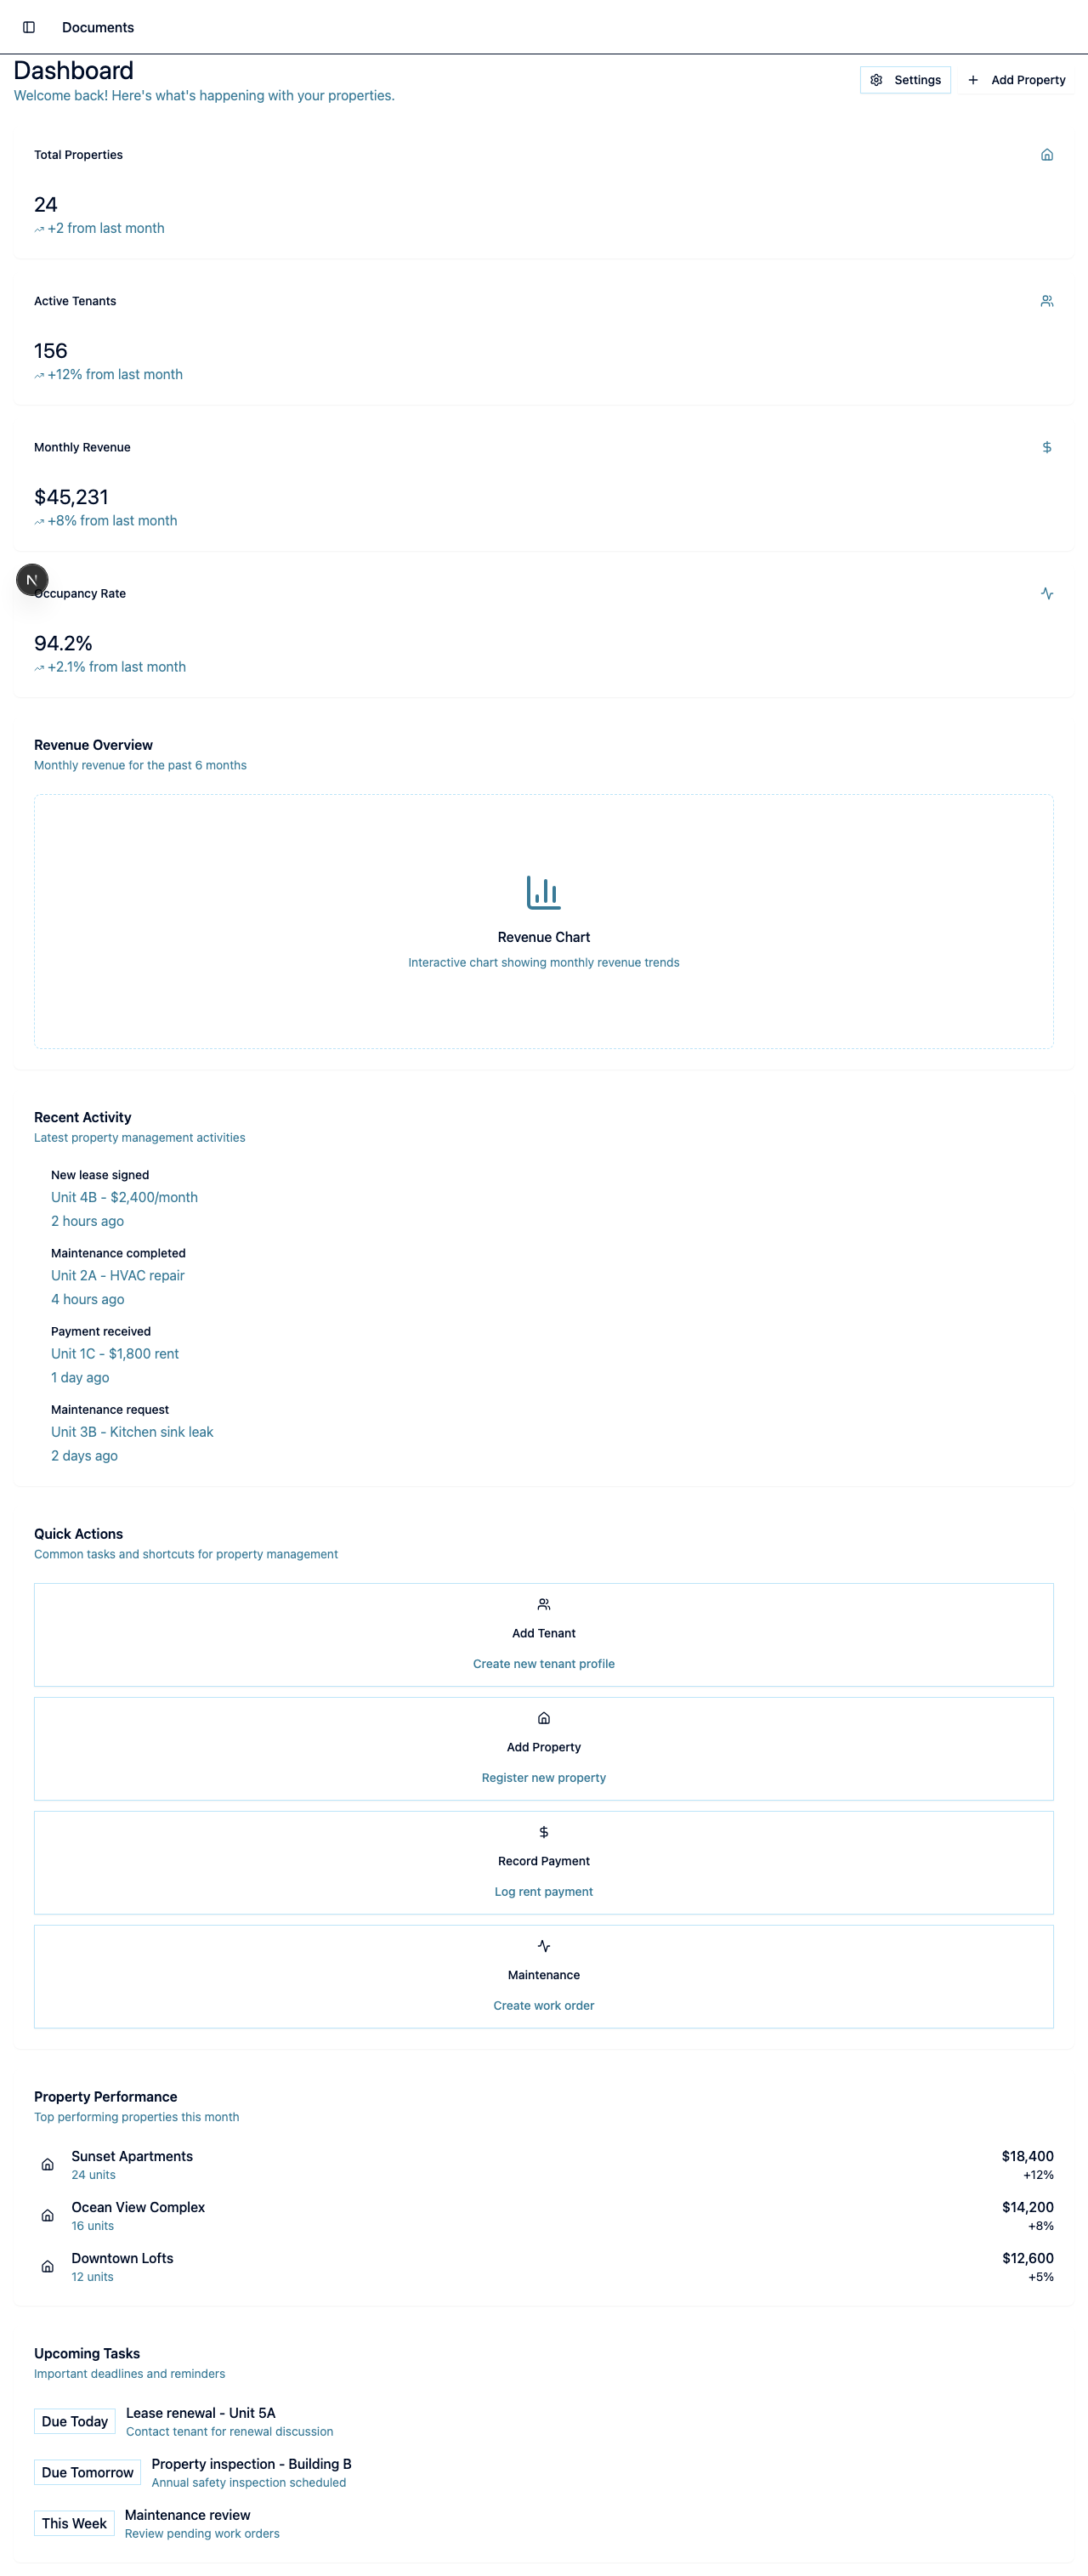 Documents
Dashboard
Welcome back! Here's what's happening with your properties.
Settings
Add Property
Total Properties
24
+2 from last month
Active Tenants
156
+12% from last month
Monthly Revenue
$45,231
+8% from last month
N
Occupancy Rate
94.2%
+2.1% from last month
Revenue Overview
Monthly revenue for the past 6 months
Revenue Chart
Interactive chart showing monthly revenue trends
Recent Activity
Latest property management activities
New lease signed
Unit 4B - $2,400/month
2 hours ago
Maintenance completed
Unit 2A - HVAC repair
4 hours ago
Payment received
Unit 1C - $1,800 rent
1 day ago
Maintenance request
Unit 3B - Kitchen sink leak
2 days ago
Quick Actions
Common tasks and shortcuts for property management
Add Tenant
Create new tenant profile
Add Property
Register new property
Record Payment
Log rent payment
Maintenance
Create work order
Property Performance
Top performing properties this month
Sunset Apartments
$18,400
24 units
+12%
Ocean View Complex
$14,200
16 units
+8%
Downtown Lofts
$12,600
12 units
+5%
Upcoming Tasks
Important deadlines and reminders
Due Today
Lease renewal - Unit 5A
Contact tenant for renewal discussion
Due Tomorrow
Property inspection - Building B
Annual safety inspection scheduled
This Week
Maintenance review
Review pending work orders